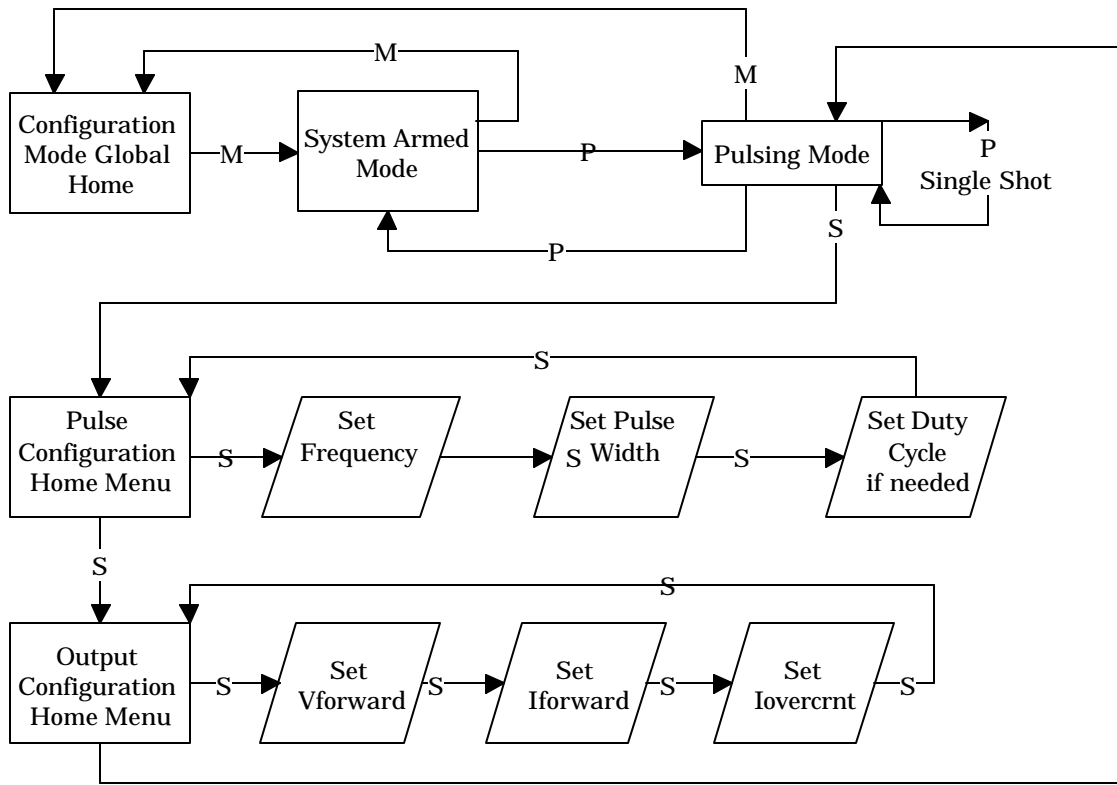 M
M
Configuration
Mode Global
Home
M
System Armed
Mode
P
Pulsing Mode
P
Single Shot
S
P
S
Pulse
Configuration
Home Menu
S
Set
Frequency
Set Pulse
S Width
S
Set Duty
Cycle
if needed
S
S
Output
Configuration
Home Menu
S
Set
Vforward
S
Set
Iforward
S
Set
Iovercrnt
S